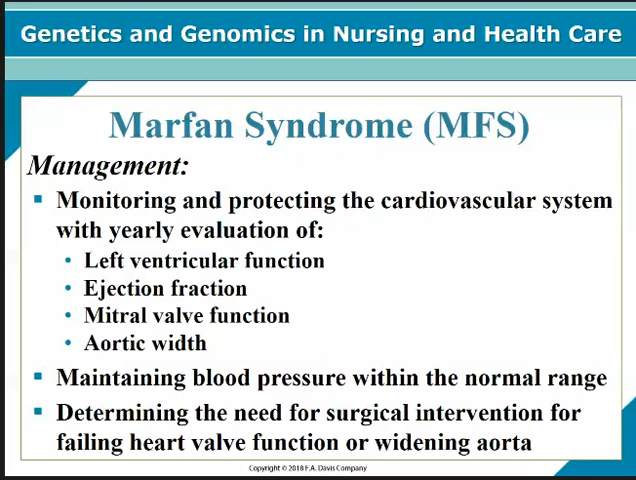 Genetics and Genomics in Nursing and Health Care
Marfan Syndrome (MFS)
Management:
▪ Monitoring and protecting the cardiovascular system
with yearly evaluation of:
• Left ventricular function
• Ejection fraction
• Mitral valve function
• Aortic width
▪ Maintaining blood pressure within the normal range
▪ Determining the need for surgical intervention for
failing heart valve function or widening aorta
Copyright © 2018 F.A. Davis Company